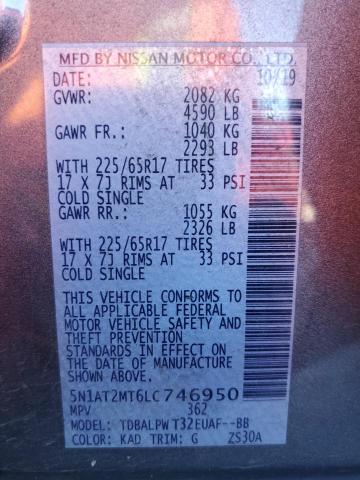 MFD BY NISSAN MOTOR CO., LTD.
DATE: 10/19
GVWR: 2082 KG
4590 LB
GAWR FR: 1040 KG
2293 LB
WITH 225/65R17 TIRES
17 X 7J RIMS AT 33 PSI
COLD SINGLE
GAWR RR: 1055 KG
2326 LB
WITH 225/65R17 TIRES
17 X 7J RIMS AT 33 PSI
COLD SINGLE
THIS VEHICLE CONFORMS TO
ALL APPLICABLE FEDERAL
MOTOR VEHICLE SAFETY AND
AND THEFT PREVENTION
STANDARDS IN EFFECT ON
THE DATE OF MANUFACTURE
SHOWN ABOVE.
5N1AT2MT6LC746950
MPV 362
MODEL: TDBALPWT32EUAF--BB
COLOR: KAD TRIM: G ZS30A